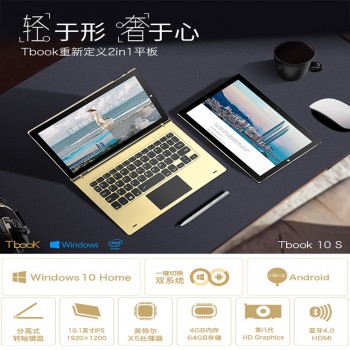 轻于形 奢于心
Tbook重新定义2in1平板
Tbook
Windows
intel
Tbook 10 S
Windows 10 Home
一键切换
双系统
Android
分离式
转轴键盘
10.1英寸IPS
1920×1200
英特尔
X5处理器
4GB内存
64GB存储
第八代
HD Graphics
蓝牙4.0
HDMI